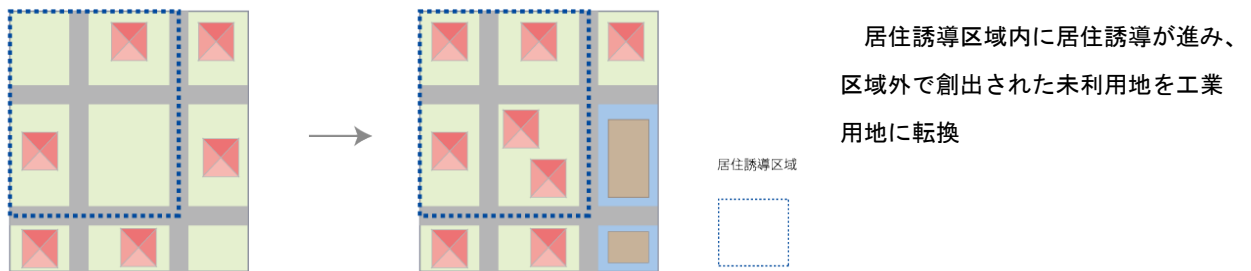 居住誘導区域内に居住誘導が進み、
区域外で創出された未利用地を工業
用地に転換
居住誘導区域